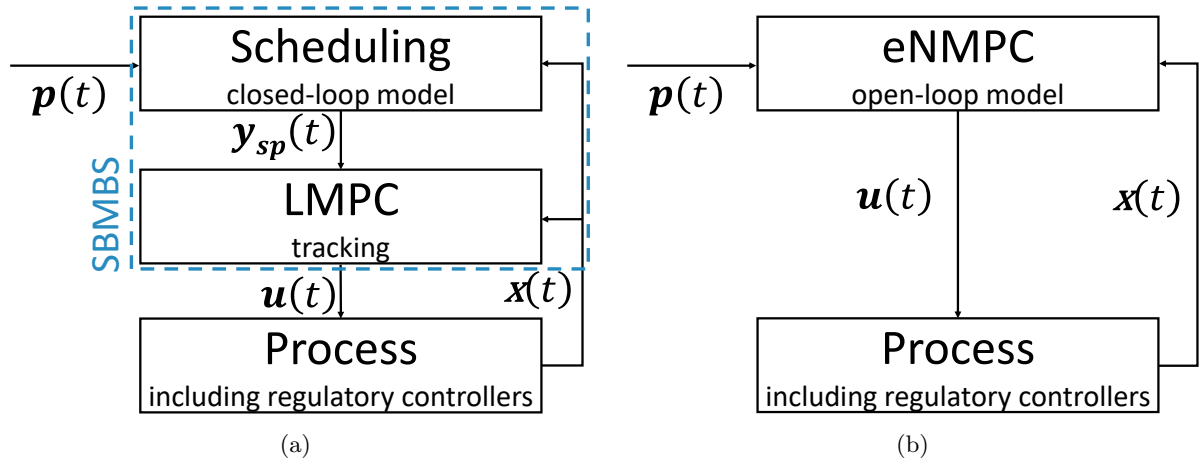 Scheduling
closed-loop model
p(t)
y_sp(t)
SBMBS
LMPC
tracking
u(t)
x(t)
Process
including regulatory controllers
(a)
eNMPC
open-loop model
p(t)
u(t)
x(t)
Process
including regulatory controllers
(b)